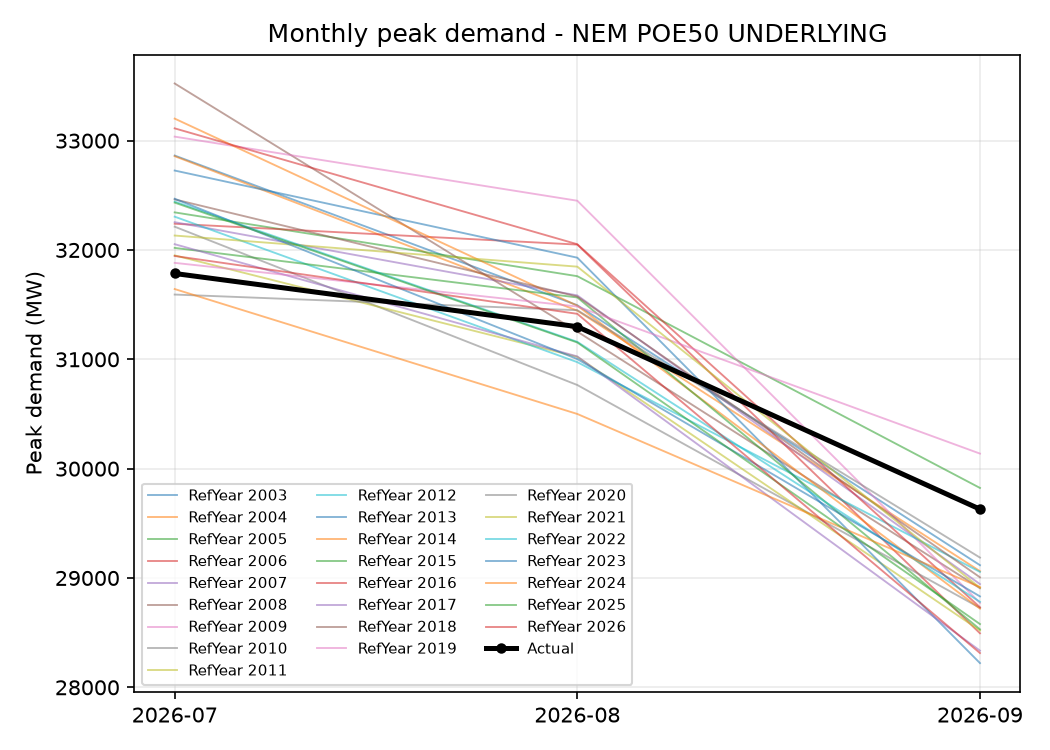 Monthly peak demand - NEM POE50 UNDERLYING
Peak demand (MW)
33000
32000
31000
30000
29000
28000
RefYear 2003
RefYear 2004
RefYear 2005
RefYear 2006
RefYear 2007
RefYear 2008
RefYear 2009
RefYear 2010
RefYear 2011
RefYear 2012
RefYear 2013
RefYear 2014
RefYear 2015
RefYear 2016
RefYear 2017
RefYear 2018
RefYear 2019
RefYear 2020
RefYear 2021
RefYear 2022
RefYear 2023
RefYear 2024
RefYear 2025
RefYear 2026
Actual
2026-07
2026-08
2026-09